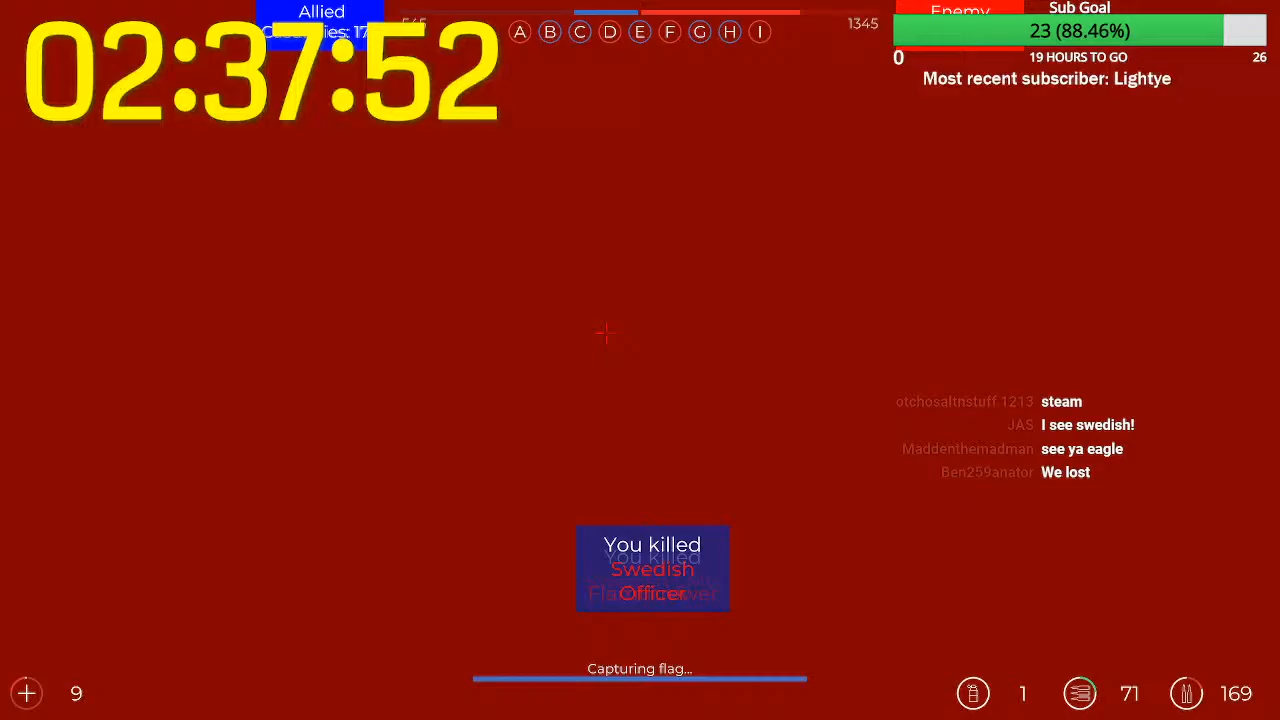 Allied
02:37:52
1345
A B C D E F G H I
Enemy
Sub Goal
23 (88.46%)
0
19 HOURS TO GO
26
Most recent subscriber: Lightye
otchosaltnstuff 1213 steam
JAS I see swedish!
Maddenthemadman see ya eagle
Ben259anator We lost
You killed
You killed
Swedish
Officer
Capturing flag...
9
1
71
169